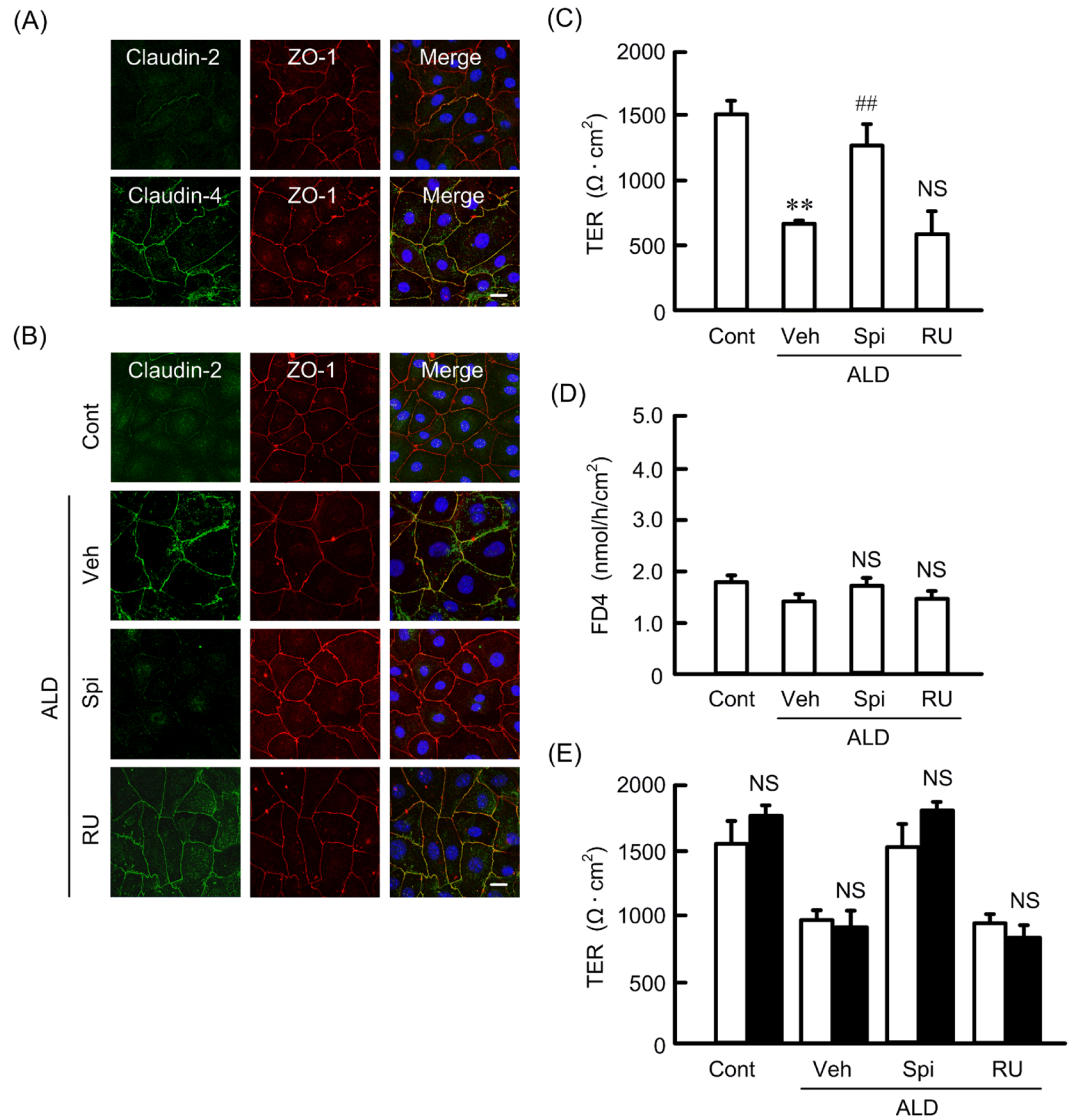 (A)
Claudin-2 ZO-1 Merge
Claudin-4 ZO-1 Merge
(B)
Claudin-2 ZO-1 Merge
Cont
Veh
Spi
RU
ALD
(C)
TER (Ω · cm²)
2000
1500
1000
500
0
**
##
NS
Cont Veh Spi RU
ALD
(D)
FD4 (nmol/h/cm²)
5.0
4.0
3.0
2.0
1.0
0
NS NS
Cont Veh Spi RU
ALD
(E)
TER (Ω · cm²)
2000
1500
1000
500
0
NS NS NS NS
Cont Veh Spi RU
ALD